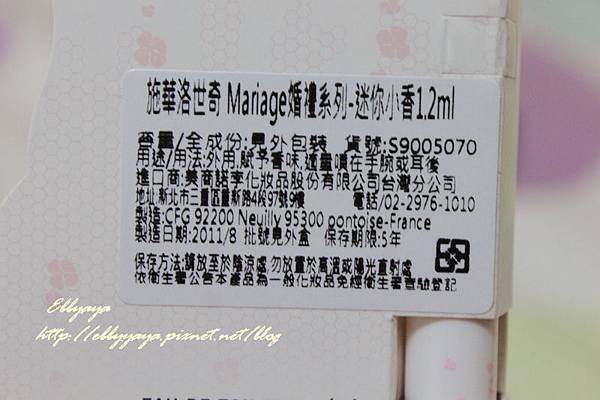 施華洛世奇 Mariage婚禮系列-迷你小香1.2ml
容量/全成份:見外包裝 貨號:S9005070
用途/用法:外用,賦予香味,適量噴在手腕或耳後
進口商:美商諾李化妝品股份有限公司台灣分公司
地址:新北市三重區重新路4段97號9樓 電話/02-2976-1010
製造:CFG 92200 Neuilly 95300 pontoise-France
製造日期:2011/8 批號見外盒 保存期限:5年
保存方法:請放至於陰涼處,勿放置於高溫或陽光直射處
依衛生署公告本產品為一般化妝品免經衛生署查驗登記
Ebbyaya
http://ebbyyaya.pixnet.net/blog